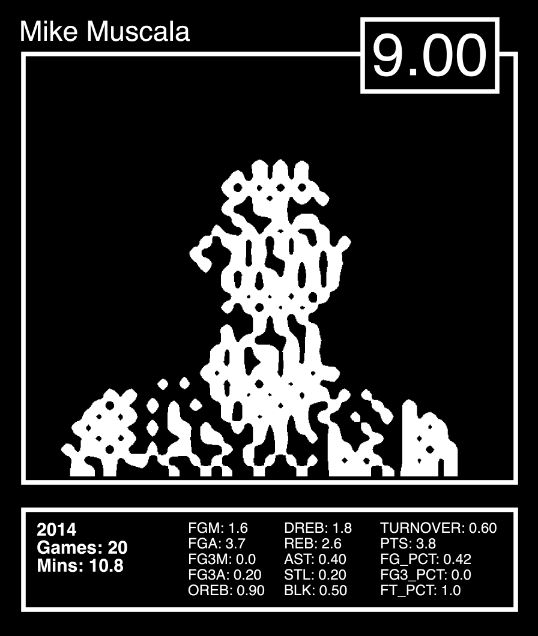 Mike Muscala
9.00
2014
Games: 20
Mins: 10.8
FGM: 1.6
FGA: 3.7
FG3M: 0.0
FG3A: 0.20
OREB: 0.90
DREB: 1.8
REB: 2.6
AST: 0.40
STL: 0.20
BLK: 0.50
TURNOVER: 0.60
PTS: 3.8
FG_PCT: 0.42
FG3_PCT: 0.0
FT_PCT: 1.0